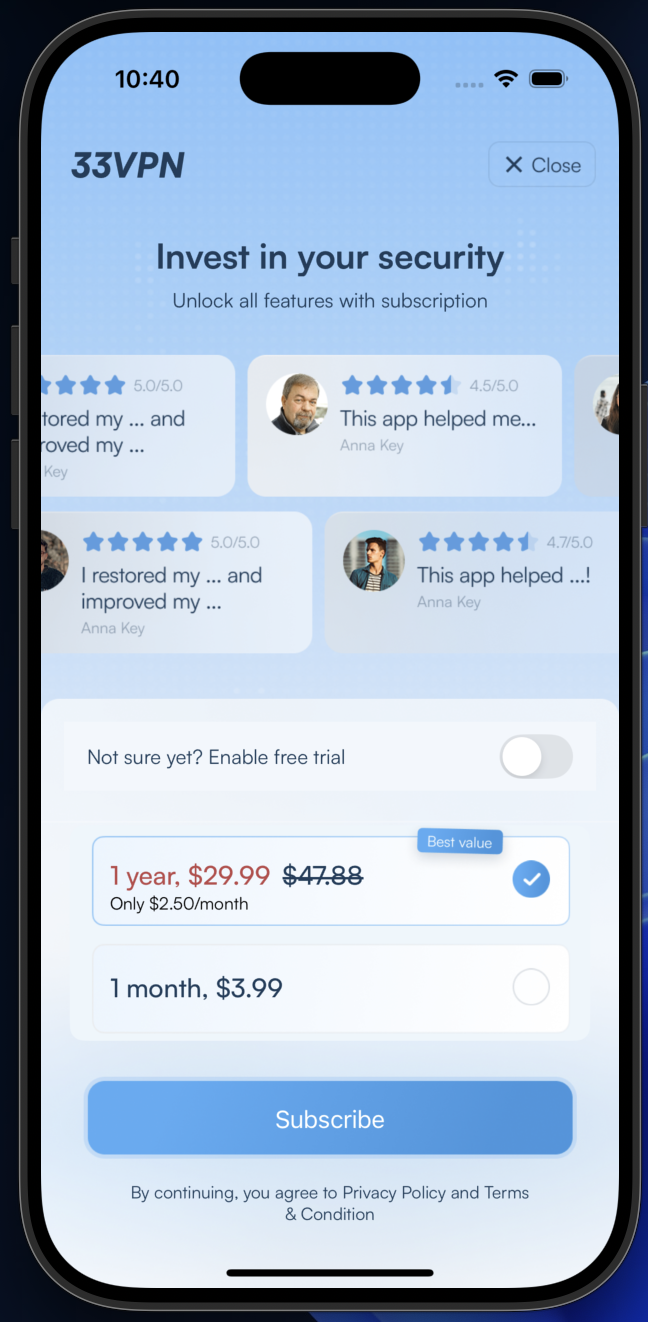 10:40
33VPN
Close
Invest in your security
Unlock all features with subscription
5.0/5.0
tored my ... and
roved my ...
Key
4.5/5.0
This app helped me...
Anna Key
5.0/5.0
I restored my ... and
improved my ...
Anna Key
4.7/5.0
This app helped ...!
Anna Key
Not sure yet? Enable free trial
Best value
1 year, $29.99 $47.88
Only $2.50/month
1 month, $3.99
Subscribe
By continuing, you agree to Privacy Policy and Terms
& Condition